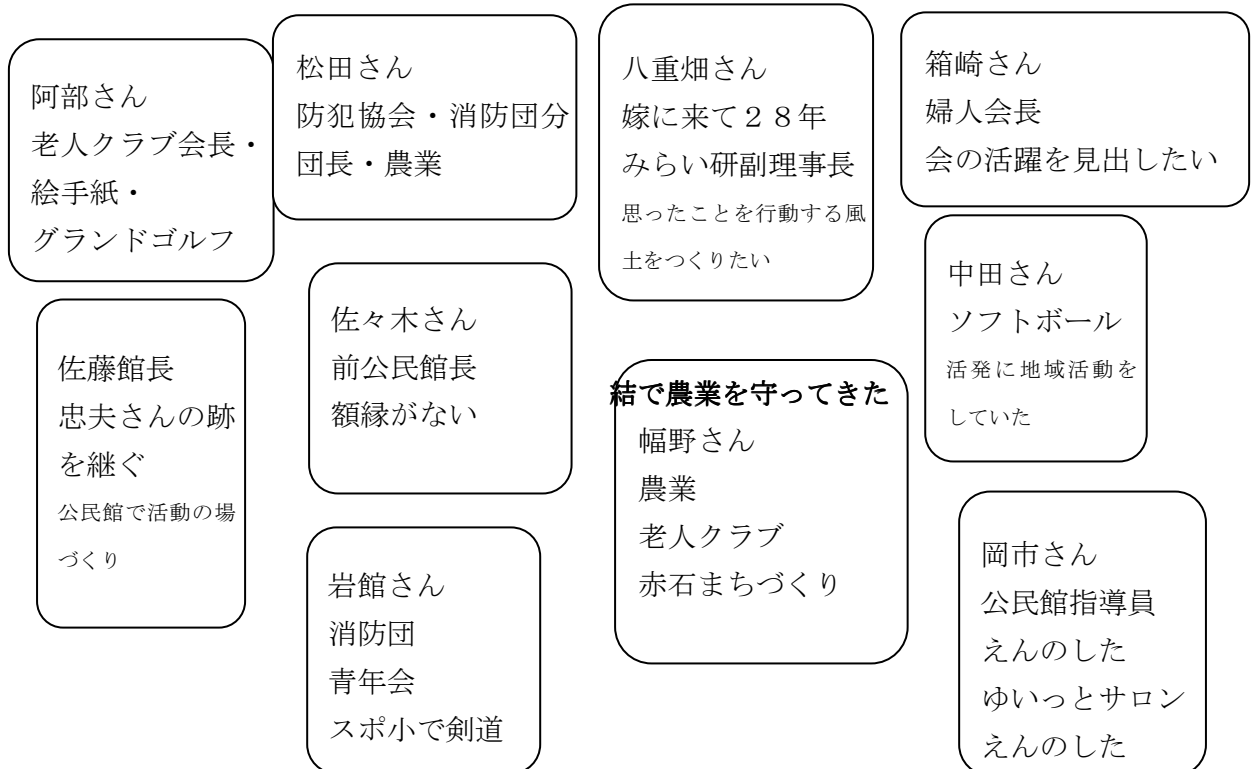 阿部さん
老人クラブ会長・
絵手紙・
グランドゴルフ
松田さん
防犯協会・消防団分
団長・農業
八重畑さん
嫁に来て２８年
みらい研副理事長
思ったことを行動する風
土をつくりたい
箱崎さん
婦人会長
会の活躍を見出したい
佐藤館長
忠夫さんの跡
を継ぐ
公民館で活動の場
づくり
佐々木さん
前公民館長
額縁がない
結で農業を守ってきた
幅野さん
農業
老人クラブ
赤石まちづくり
中田さん
ソフトボール
活発に地域活動を
していた
岩館さん
消防団
青年会
スポ小で剣道
岡市さん
公民館指導員
えんのした
ゆいっとサロン
えんのした